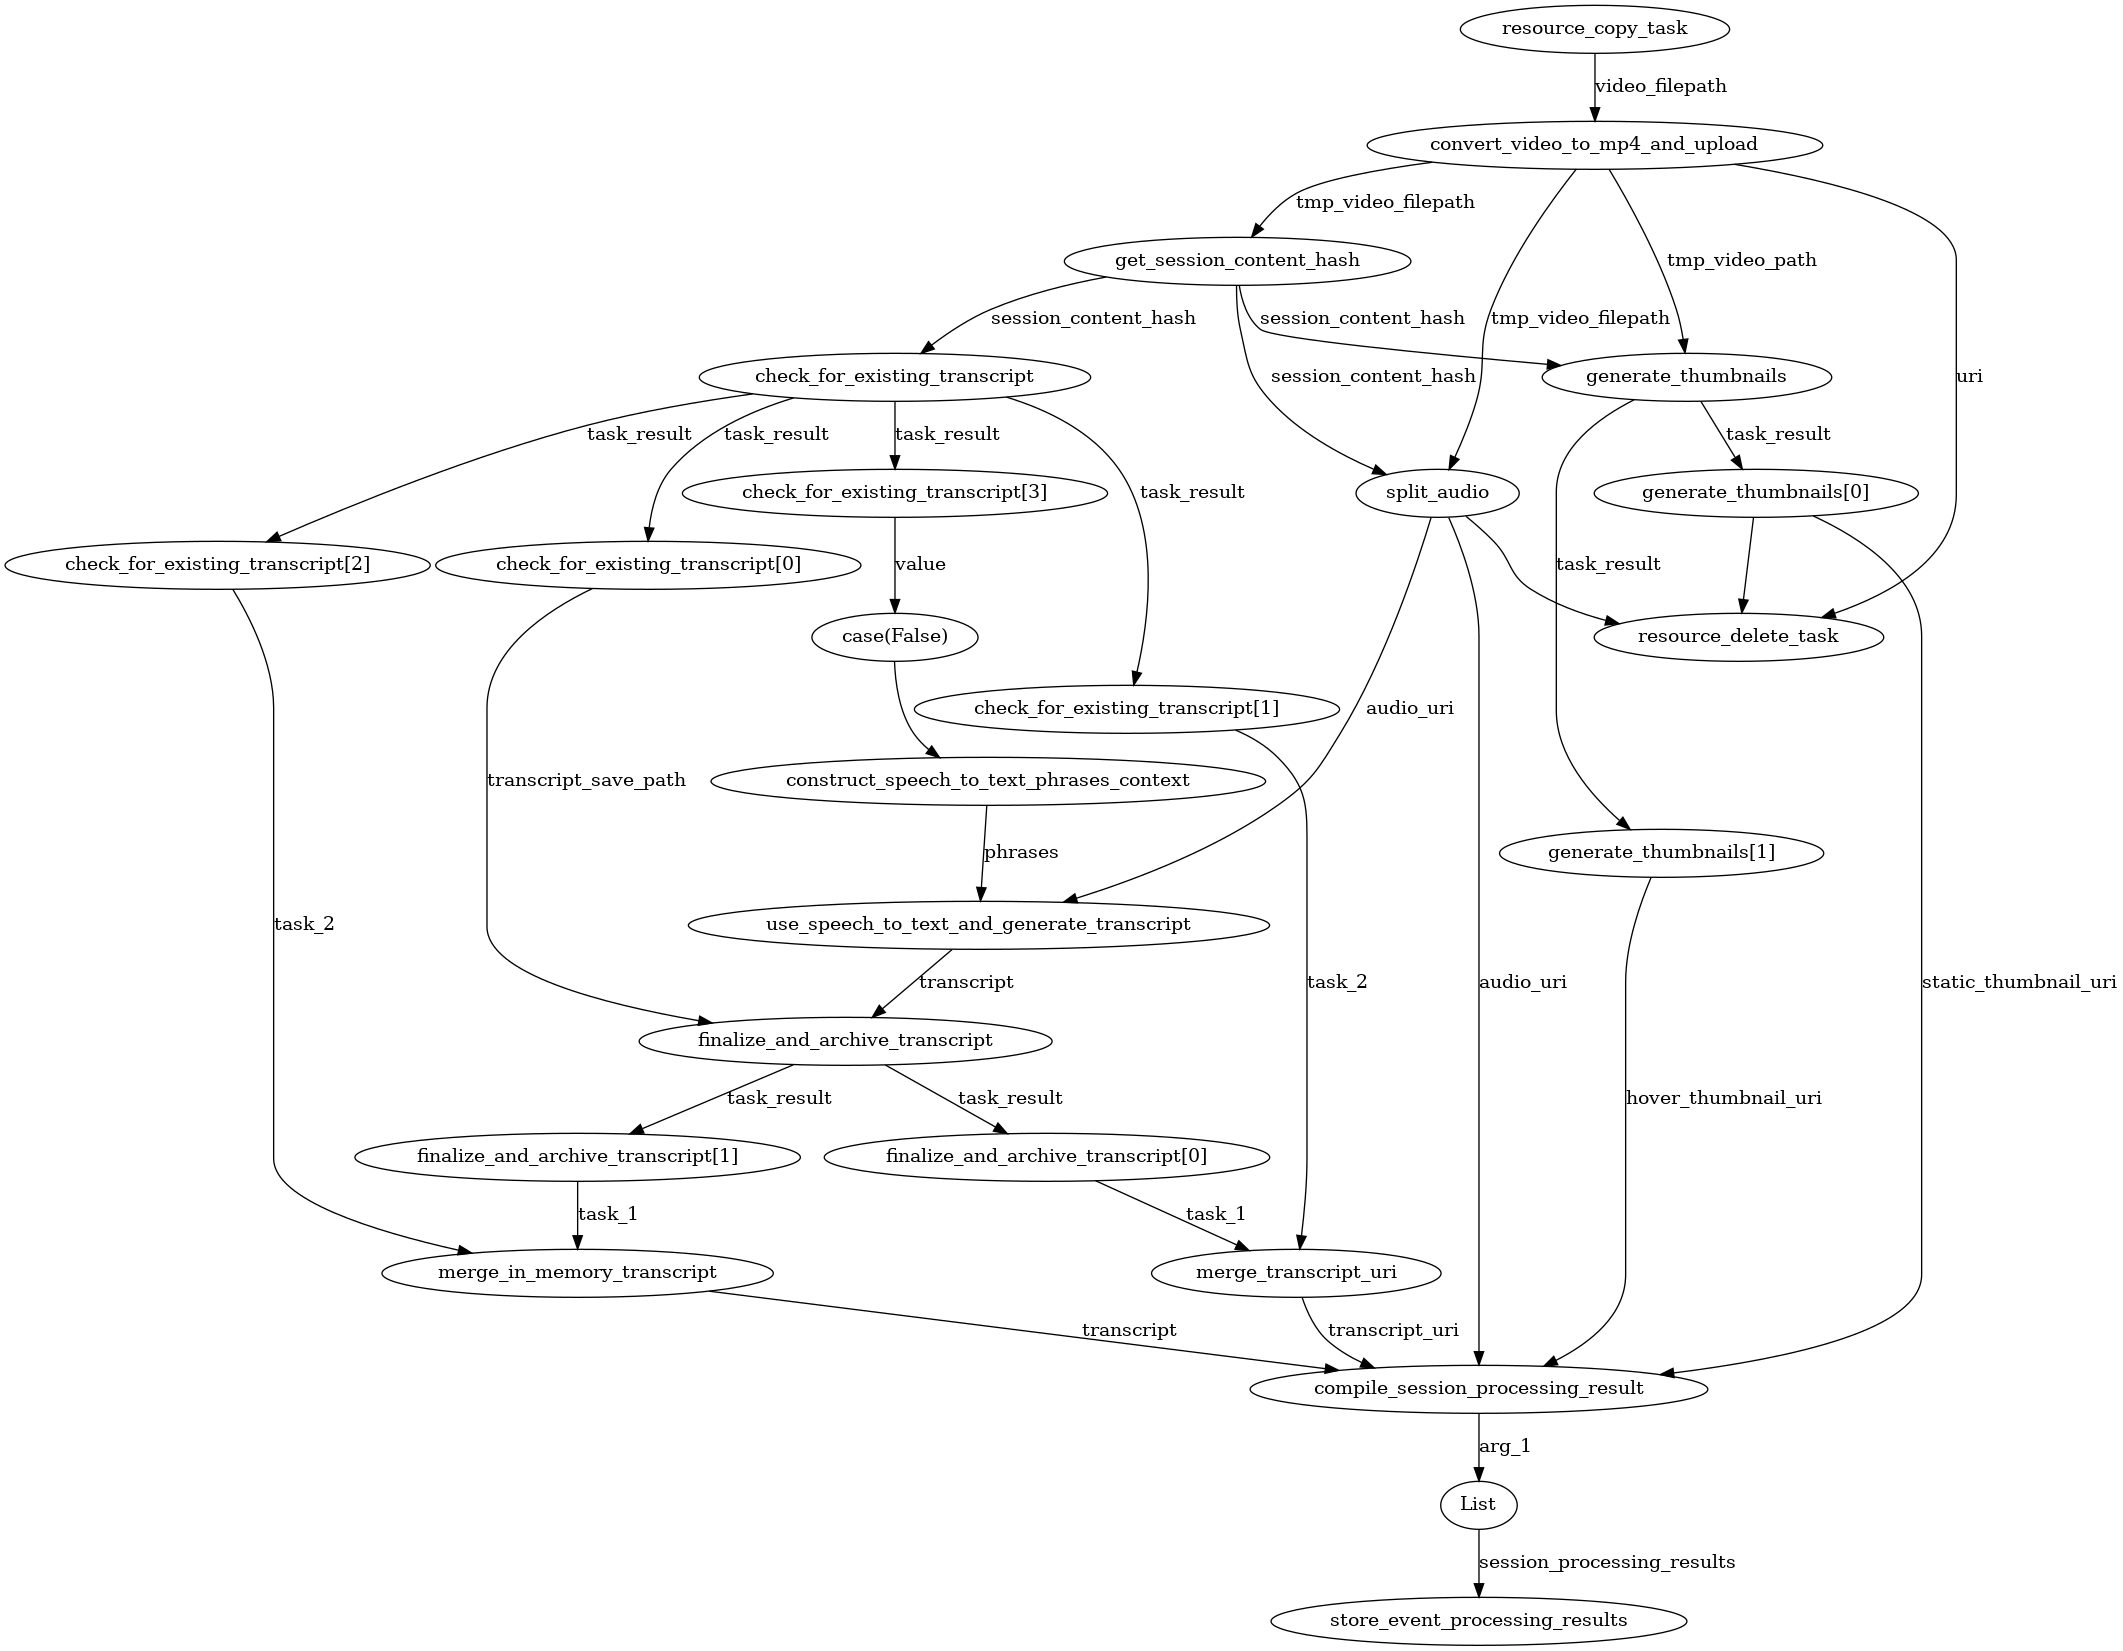 resource_copy_task
video_filepath
convert_video_to_mp4_and_upload
tmp_video_filepath
get_session_content_hash
tmp_video_path
session_content_hash
session_content_hash
tmp_video_filepath
check_for_existing_transcript
session_content_hash
generate_thumbnails
uri
task_result
task_result
task_result
task_result
check_for_existing_transcript[3]
task_result
split_audio
generate_thumbnails[0]
check_for_existing_transcript[2]
check_for_existing_transcript[0]
value
task_result
case(False)
resource_delete_task
check_for_existing_transcript[1]
audio_uri
transcript_save_path
construct_speech_to_text_phrases_context
phrases
generate_thumbnails[1]
task_2
use_speech_to_text_and_generate_transcript
transcript
task_2
audio_uri
static_thumbnail_uri
finalize_and_archive_transcript
task_result
task_result
hover_thumbnail_uri
finalize_and_archive_transcript[1]
finalize_and_archive_transcript[0]
task_1
task_1
merge_in_memory_transcript
merge_transcript_uri
transcript
transcript_uri
compile_session_processing_result
arg_1
List
session_processing_results
store_event_processing_results